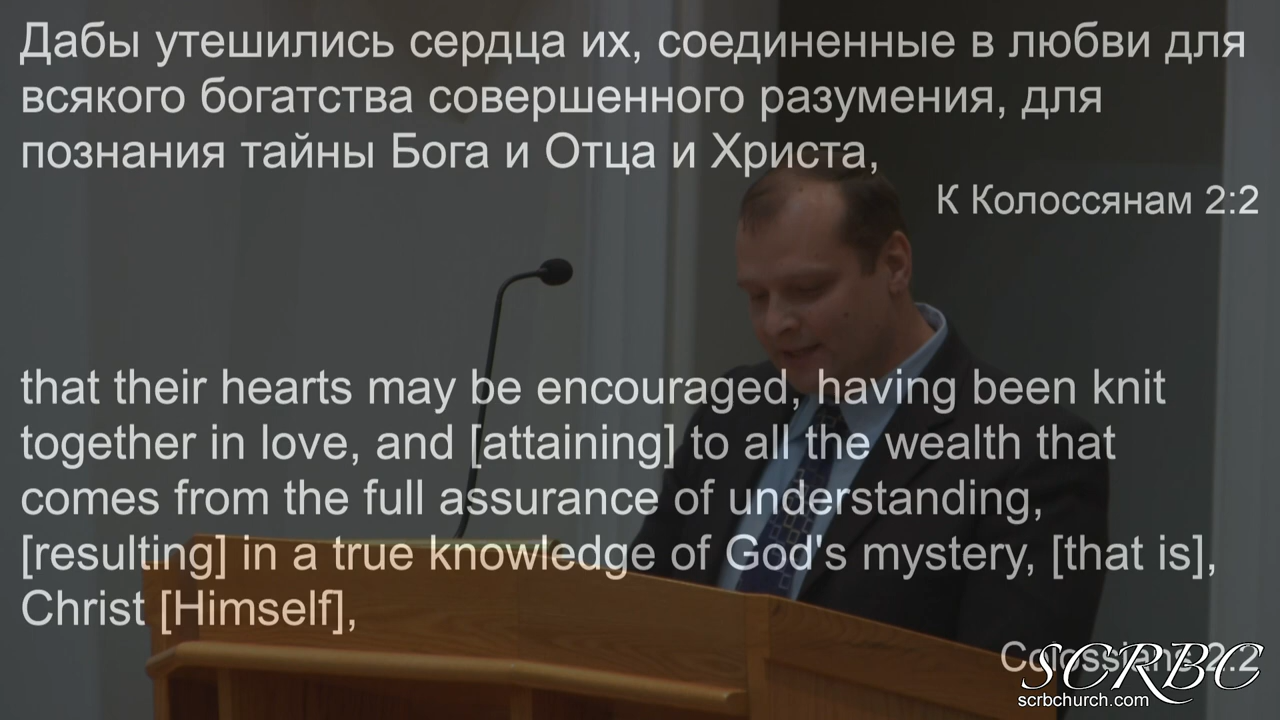 Дабы утешились сердца их, соединенные в любви для
всякого богатства совершенного разумения, для
познания тайны Бога и Отца и Христа,
К Колоссянам 2:2
that their hearts may be encouraged, having been knit
together in love, and [attaining] to all the wealth that
comes from the full assurance of understanding,
[resulting] in a true knowledge of God's mystery, [that is],
Christ [Himself],
Colossians 2:2
SCRBC
scrbchurch.com